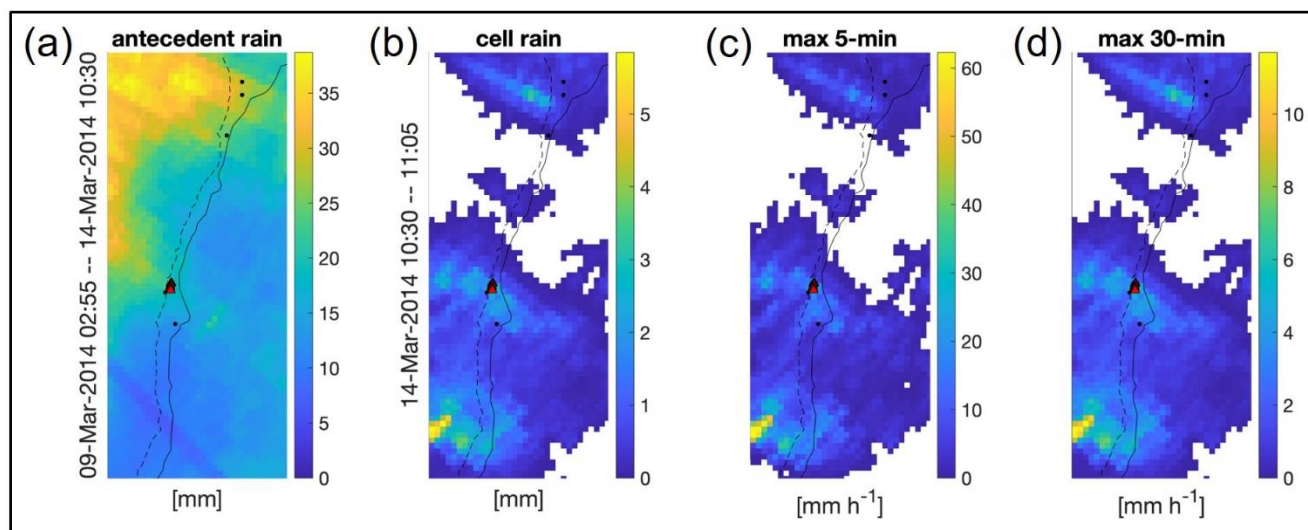 (a) antecedent rain
09-Mar-2014 02:55 -- 14-Mar-2014 10:30
35
30
25
20
15
10
5
0
[mm]
(b) cell rain
14-Mar-2014 10:30 -- 11:05
5
4
3
2
1
0
[mm]
(c) max 5-min
60
50
40
30
20
10
0
[mm h⁻¹]
(d) max 30-min
10
8
6
4
2
0
[mm h⁻¹]